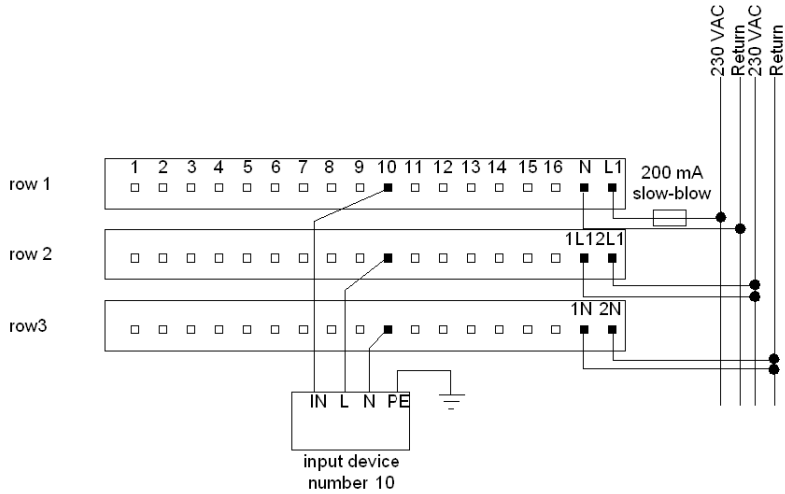 230 VAC
Return
230 VAC
Return
1 2 3 4 5 6 7 8 9 10 11 12 13 14 15 16 N L1
200 mA
slow-blow
row 1
1L12L1
row 2
1N 2N
row3
IN L N PE
input device
number 10